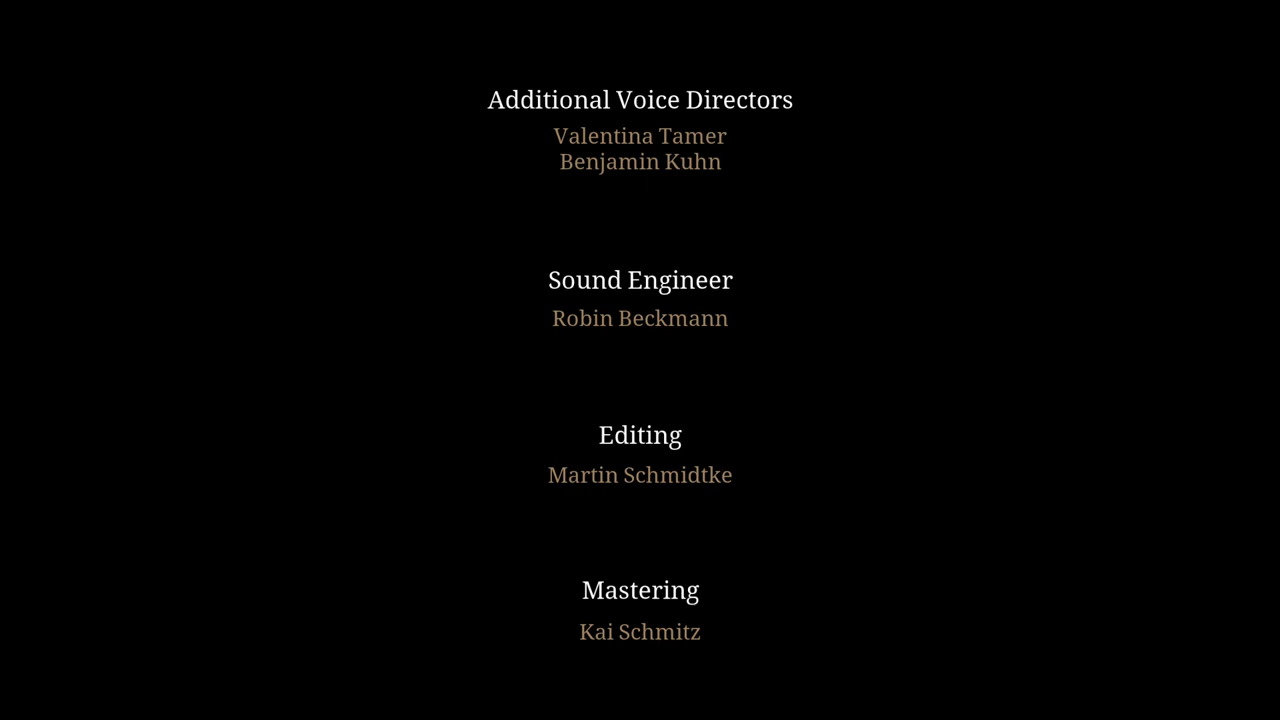 Additional Voice Directors
Valentina Tamer
Benjamin Kuhn
Sound Engineer
Robin Beckmann
Editing
Martin Schmidtke
Mastering
Kai Schmitz